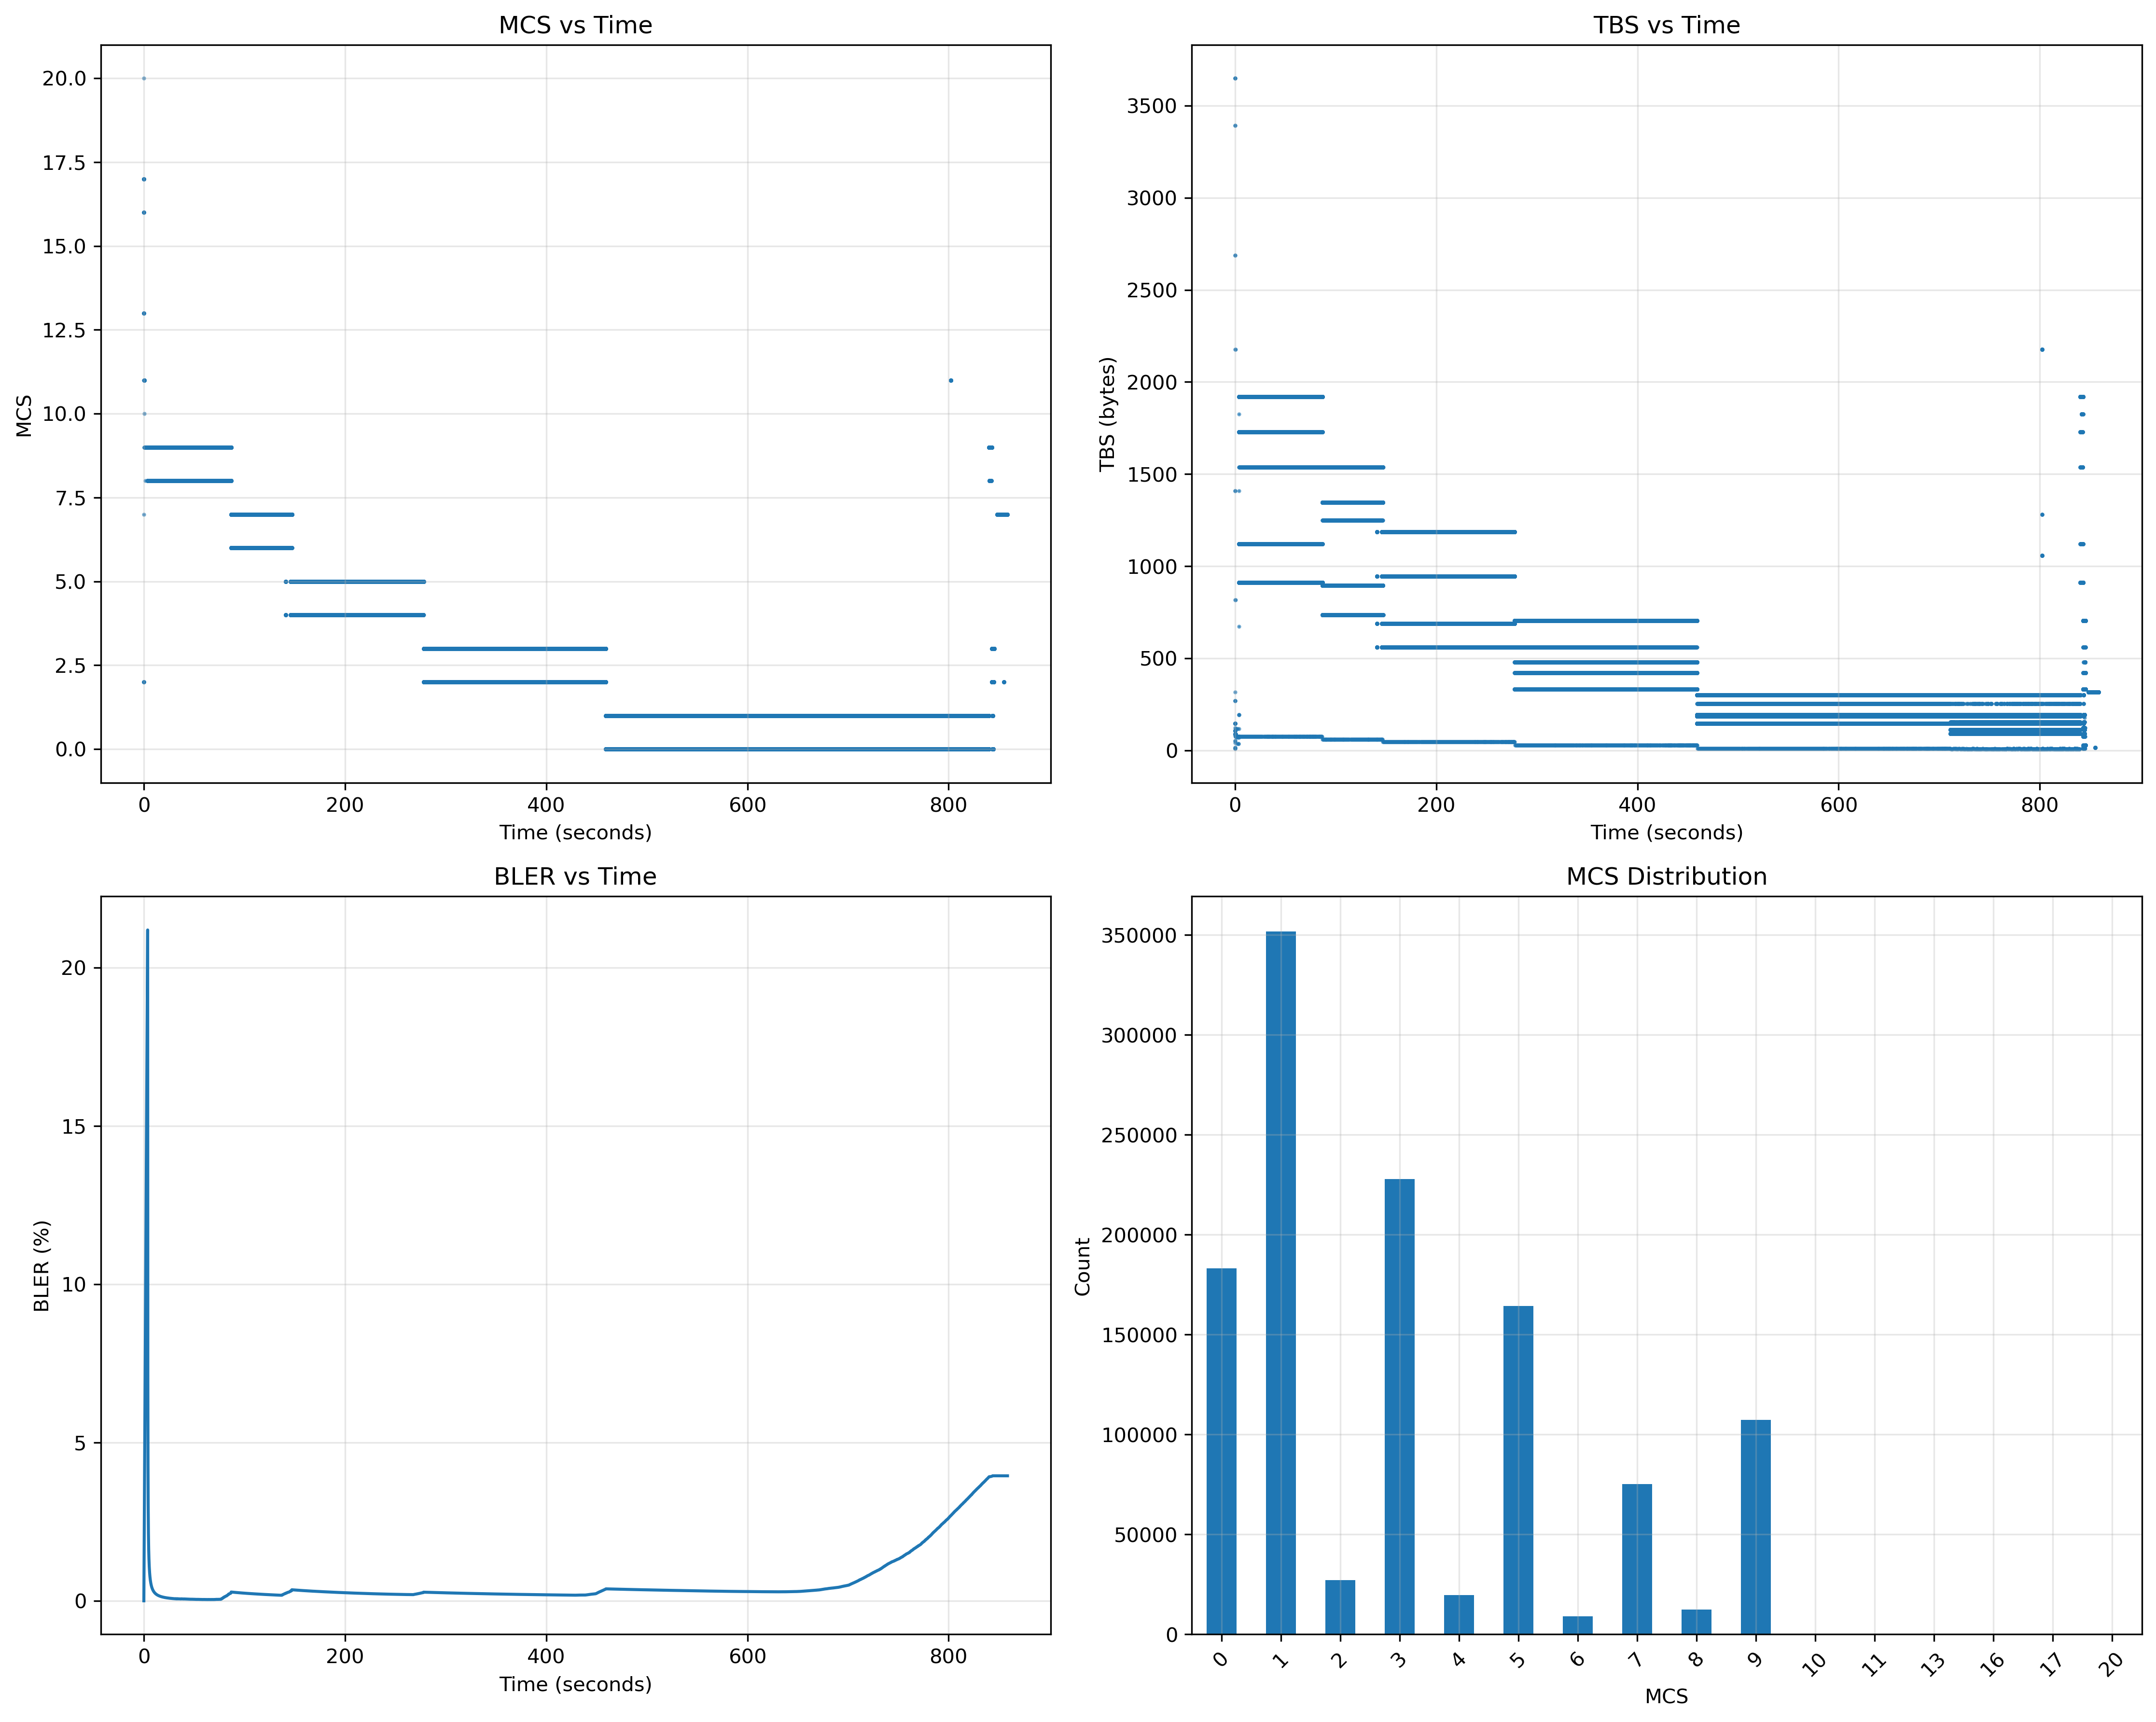 MCS vs Time
20.0
17.5
15.0
12.5
10.0
7.5
5.0
2.5
0.0
MCS
0 200 400 600 800
Time (seconds)
TBS vs Time
3500
3000
2500
2000
1500
1000
500
0
TBS (bytes)
0 200 400 600 800
Time (seconds)
BLER vs Time
20
15
10
5
0
BLER (%)
0 200 400 600 800
Time (seconds)
MCS Distribution
350000
300000
250000
200000
150000
100000
50000
0
Count
0 1 2 3 4 5 6 7 8 9 10 11 13 16 17 20
MCS